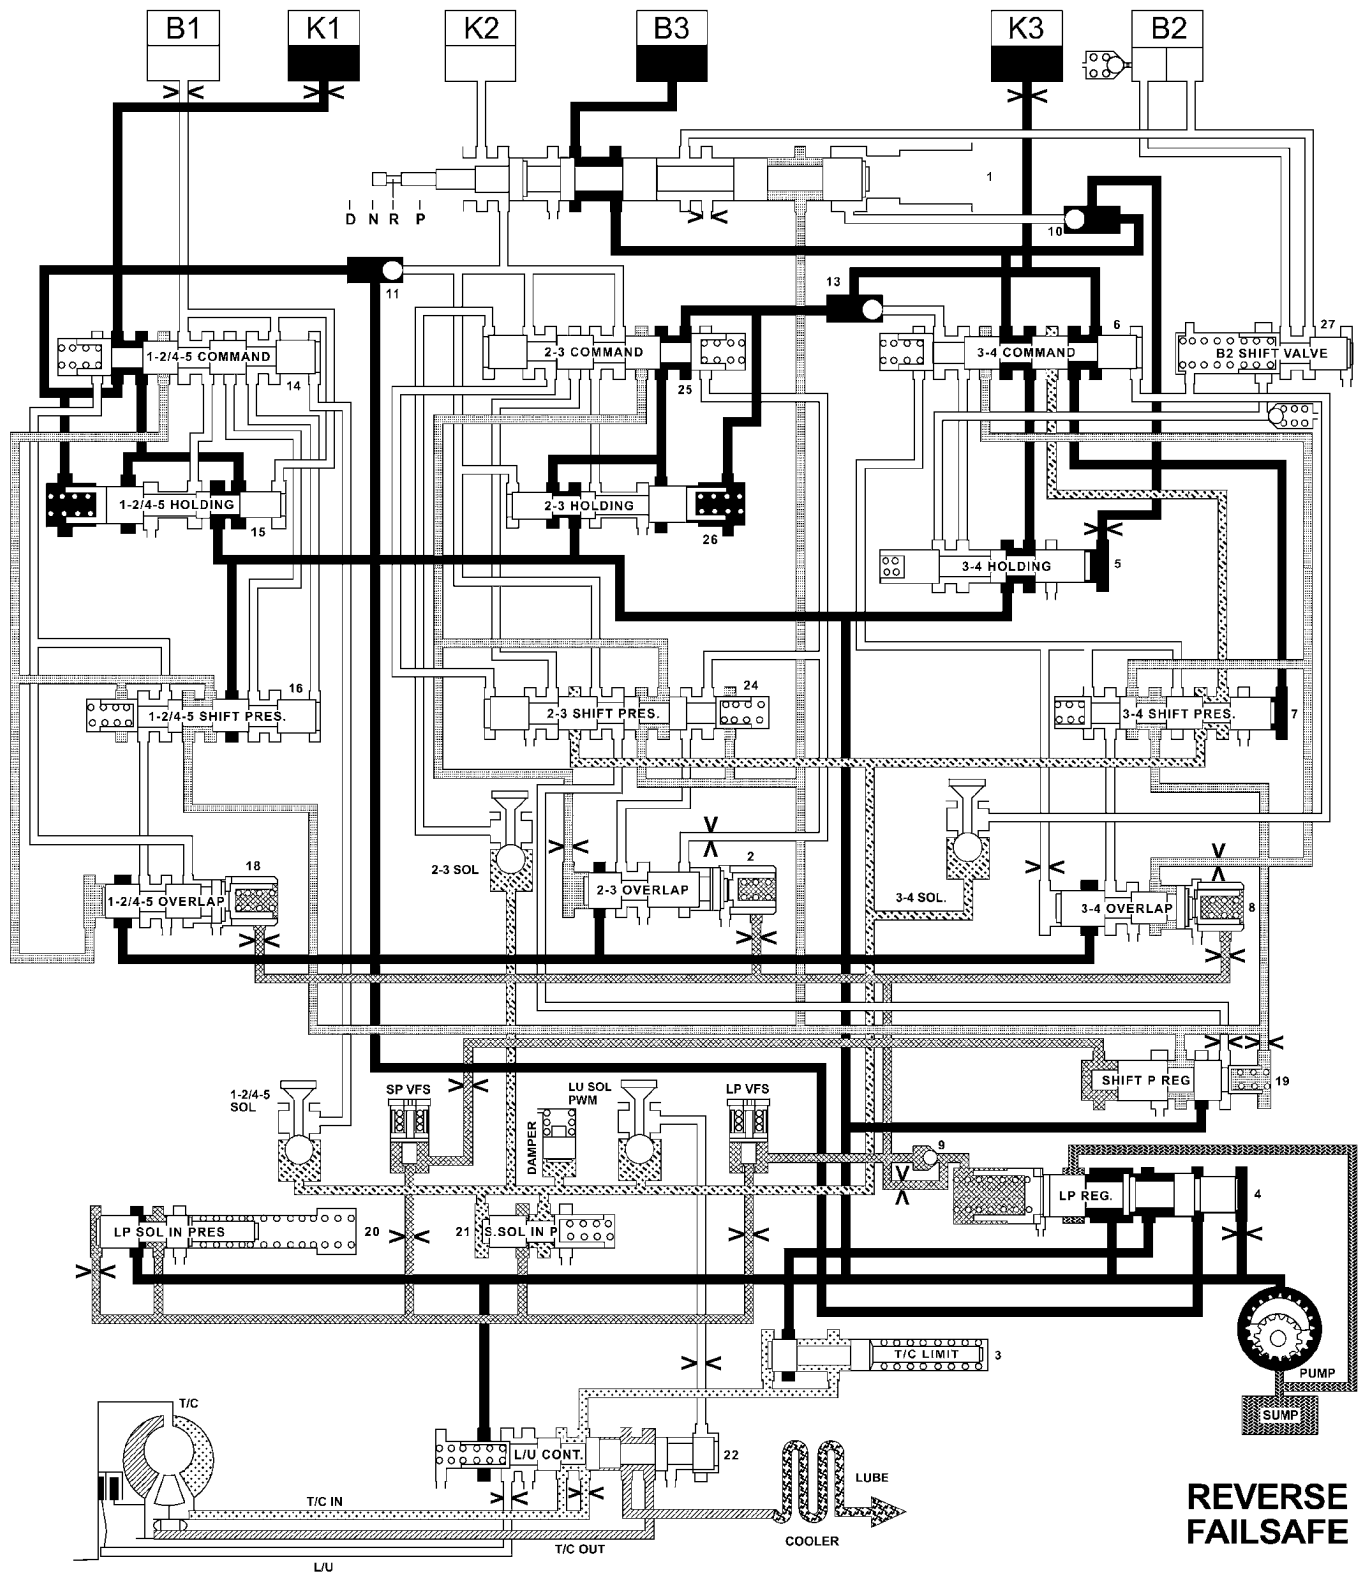 B1 K1 K2 B3 K3 B2
1
D N R P
10
11
13
6
27
1-2/4-5 COMMAND
2-3 COMMAND
3-4 COMMAND
B2 SHIFT VALVE
14
25
1-2/4-5 HOLDING
2-3 HOLDING
15
26
3-4 HOLDING
5
16
24
1-2/4-5 SHIFT PRES.
2-3 SHIFT PRES.
3-4 SHIFT PRES.
7
18
2-3 SOL
2
3-4 SOL.
1-2/4-5 OVERLAP
2-3 OVERLAP
3-4 OVERLAP
8
1-2/4-5
SOL
SP VFS
LU SOL
PWM
LP VFS
SHIFT P REG
19
DAMPER
9
LP REG.
4
LP SOL IN PRES
20
21
S.SOL IN P
T/C LIMIT
3
PUMP
SUMP
T/C
L/U CONT.
22
LUBE
T/C IN
COOLER
T/C OUT
L/U
REVERSE
FAILSAFE